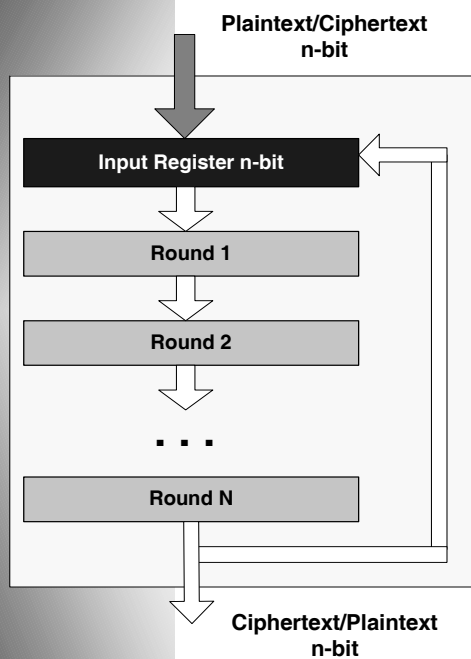 Plaintext/Ciphertext
n-bit
Input Register n-bit
Round 1
Round 2
. . .
Round N
Ciphertext/Plaintext
n-bit